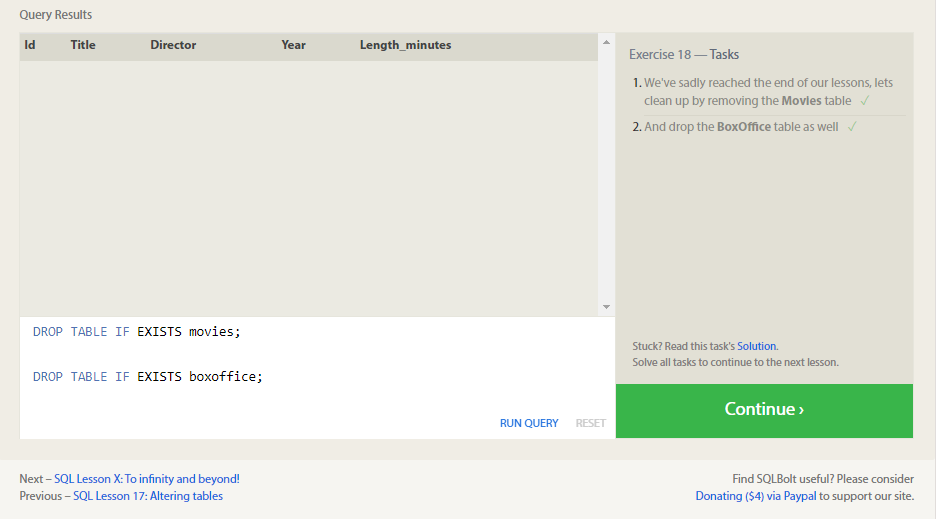 Query Results
Id Title Director Year Length_minutes
Exercise 18 — Tasks
1. We've sadly reached the end of our lessons, lets
clean up by removing the Movies table ✓
2. And drop the BoxOffice table as well ✓
DROP TABLE IF EXISTS movies;
DROP TABLE IF EXISTS boxoffice;
RUN QUERY RESET
Stuck? Read this task's Solution.
Solve all tasks to continue to the next lesson.
Continue ›
Next – SQL Lesson X: To infinity and beyond!
Previous – SQL Lesson 17: Altering tables
Find SQLBolt useful? Please consider
Donating ($4) via Paypal to support our site.